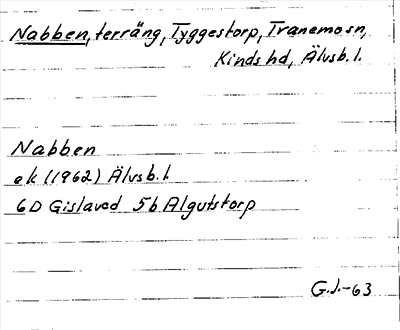 Nabben, terräng, Tyggestorp, Tranemo sn,
Kinds hd, Älvsb. l.
Nabben
ek (1962) Älvsb. l.
6D Gislaved 5b Algutstorp
G.J.-63